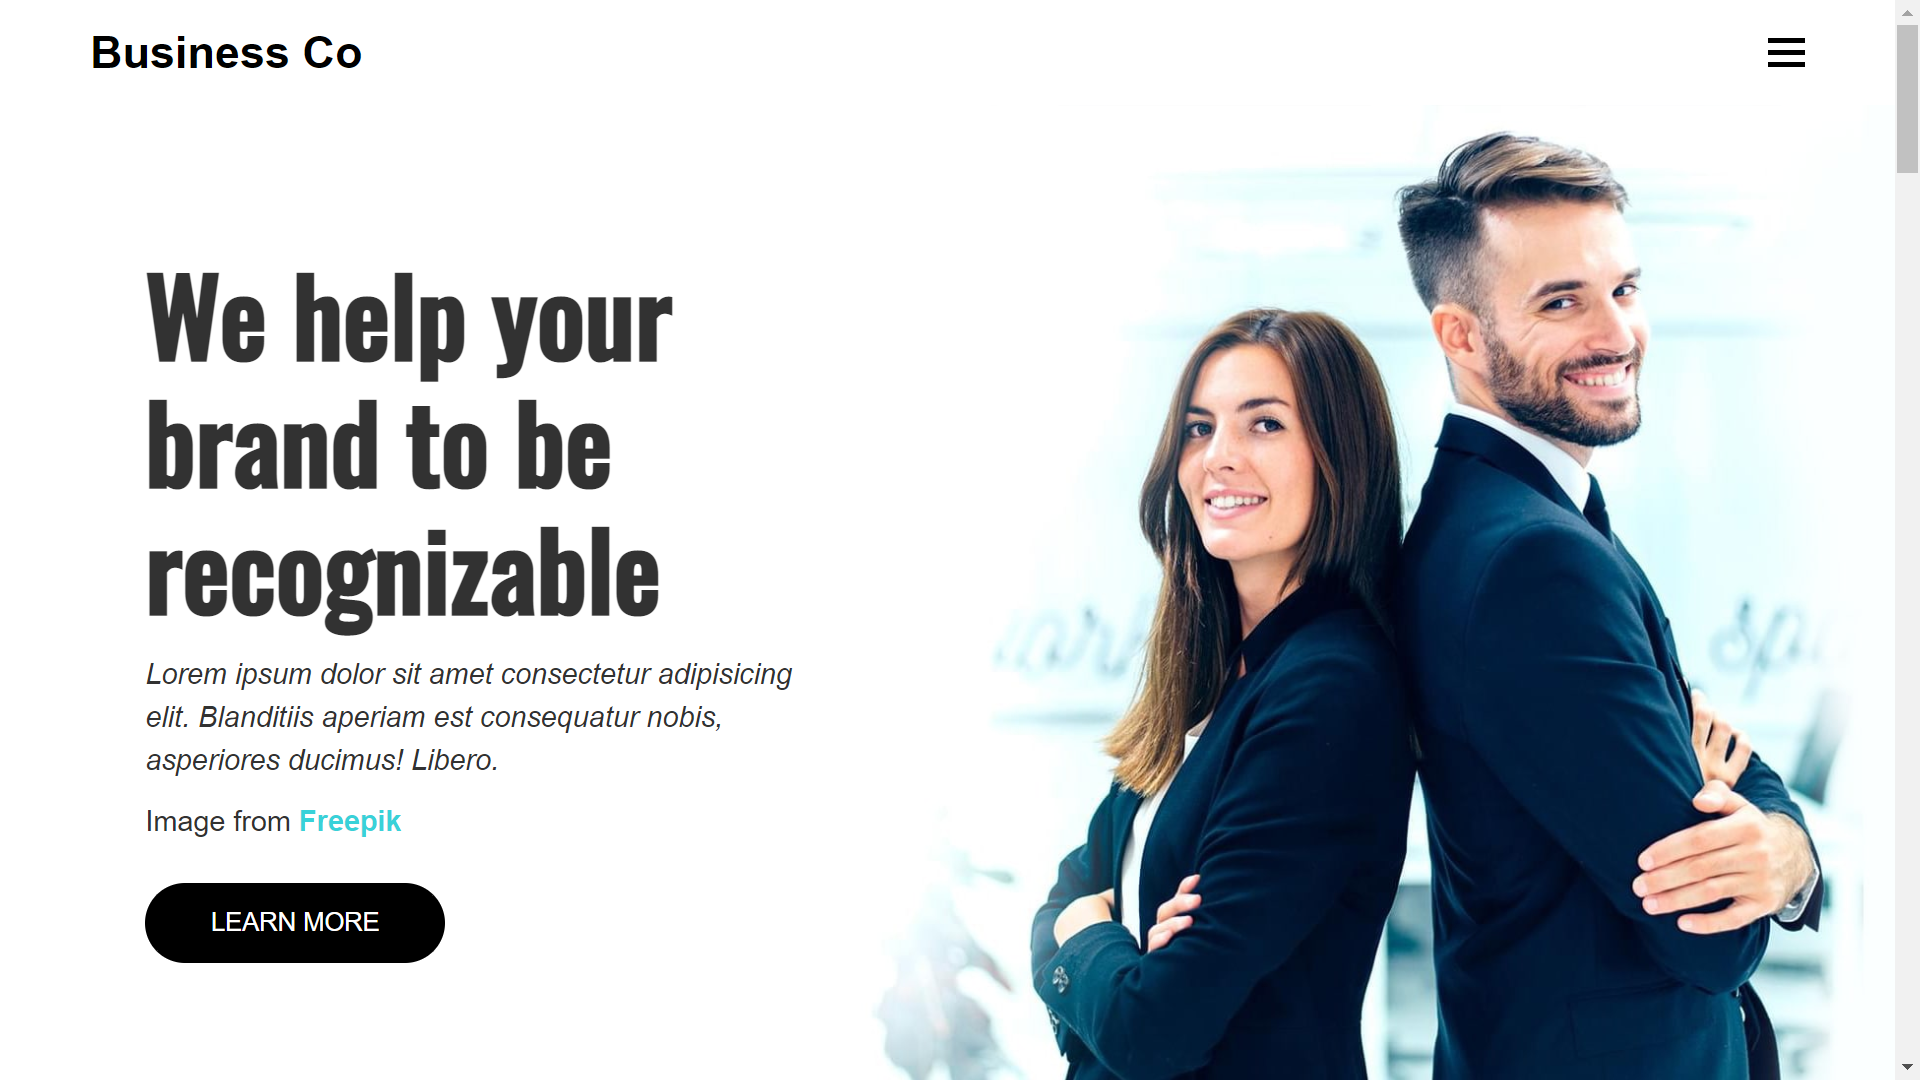 Business Co
We help your
brand to be
recognizable
Lorem ipsum dolor sit amet consectetur adipisicing
elit. Blanditiis aperiam est consequatur nobis,
asperiores ducimus! Libero.
Image from Freepik
LEARN MORE